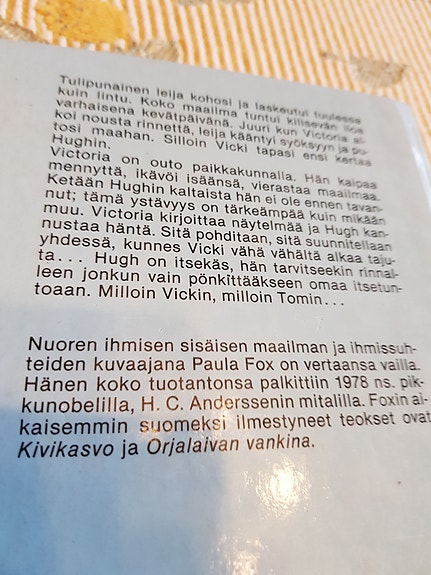 Tulipunainen leija kohosi ja laskeutui tuulessa
kuin lintu. Koko maailma tuntui kilisevän iloa
varhaisena kevätpäivänä. Juuri kun Victoria al-
koi nousta rinnettä, leija kääntyi syöksyyn ja pu-
tosi maahan. Silloin Vicki tapasi ensi kertaa
Hughin.
Victoria on outo paikkakunnalla. Hän kaipaa
mennyttä, ikävöi isäänsä, vierastaa maailmaa.
Ketään Hughin kaltaista hän ei ole ennen tavan-
nut; tämä ystävyys on tärkeämpää kuin mikään
muu. Victoria kirjoittaa näytelmää ja Hugh kan-
nustaa häntä. Sitä pohditaan, sitä suunnitellaan
yhdessä, kunnes Vicki vähä vähältä alkaa taju-
ta... Hugh on itsekäs, hän tarvitseekin rinnal-
leen jonkun vain pönkittääkseen omaa itsetun-
toaan. Milloin Vickin, milloin Tomin...
Nuoren ihmisen sisäisen maailman ja ihmissuh-
teiden kuvaajana Paula Fox on vertaansa vailla.
Hänen koko tuotantonsa palkittiin 1978 ns. pik-
kunobelilla, H. C. Anderssenin mitalilla. Foxin ai-
kaisemmin suomeksi ilmestyneet teokset ovat
Kivikasvo ja Orjalaivan vankina.